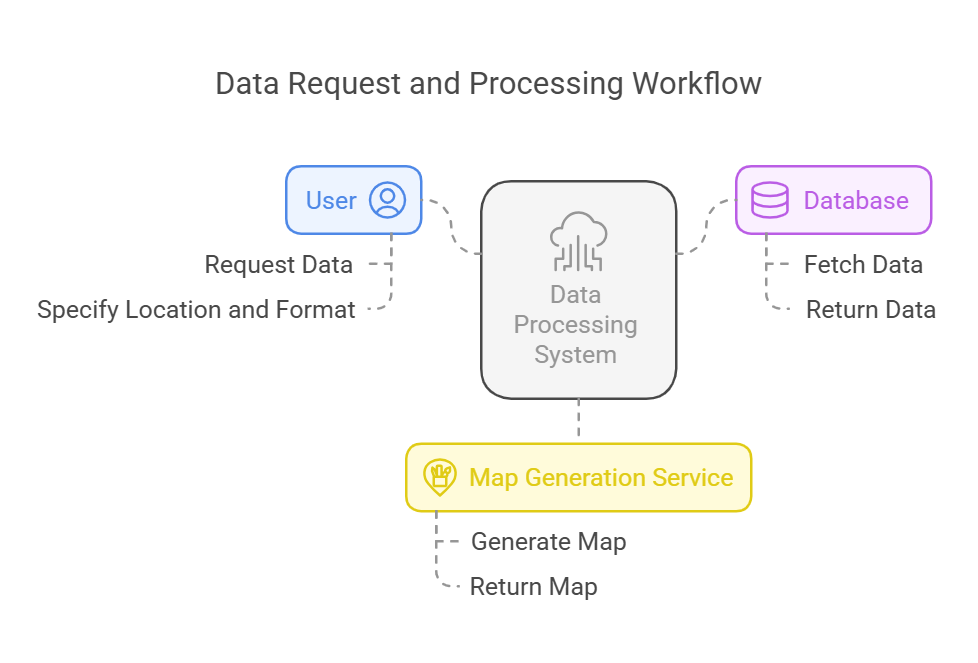 Data Request and Processing Workflow
User
Request Data
Specify Location and Format
Data
Processing
System
Database
Fetch Data
Return Data
Map Generation Service
Generate Map
Return Map